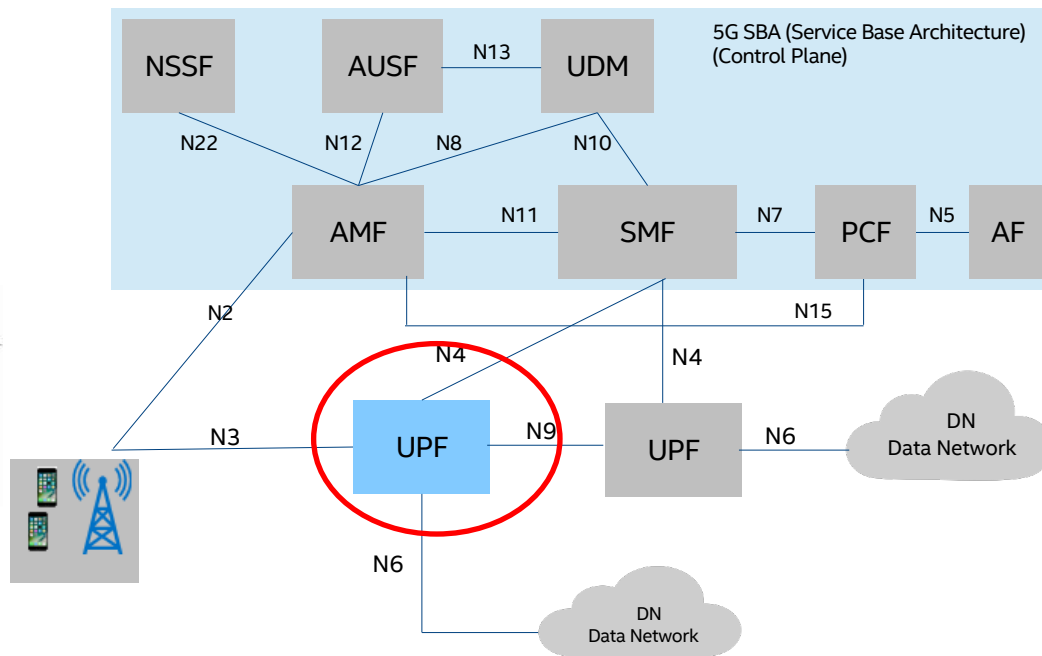 5G SBA (Service Base Architecture)
(Control Plane)
NSSF
AUSF
N13
UDM
N22
N12
N8
N10
AMF
N11
SMF
N7
PCF
N5
AF
N2
N15
N4
N4
N3
UPF
N9
UPF
N6
DN
Data Network
N6
DN
Data Network